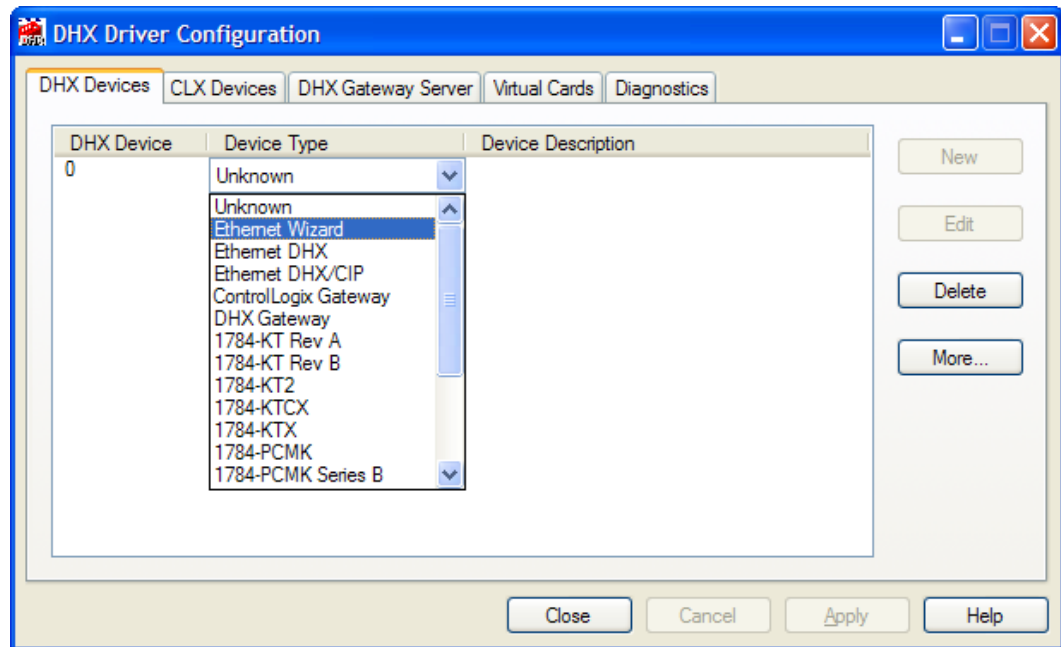 DHX Driver Configuration
DHX Devices CLX Devices DHX Gateway Server Virtual Cards Diagnostics
DHX Device Device Type Device Description
0 Unknown
Unknown
Ethernet Wizard
Ethernet DHX
Ethernet DHX/CIP
ControlLogix Gateway
DHX Gateway
1784-KT Rev A
1784-KT Rev B
1784-KT2
1784-KTCX
1784-KTX
1784-PCMK
1784-PCMK Series B
New
Edit
Delete
More...
Close Cancel Apply Help